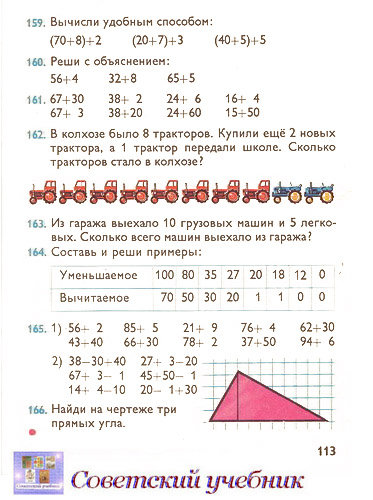 159. Вычисли удобным способом:
(70+8)+2 (20+7)+3 (40+5)+5
160. Реши с объяснением:
56+4 32+8 65+5
161. 67+30 38+ 2 24+ 6 16+ 4
67+ 3 38+20 24+60 15+50
162. В колхозе было 8 тракторов. Купили ещё 2 новых
трактора, а 1 трактор передали школе. Сколько
тракторов стало в колхозе?
163. Из гаража выехало 10 грузовых машин и 5 легко-
вых. Сколько всего машин выехало из гаража?
164. Составь и реши примеры:
Уменьшаемое 100 80 35 27 20 18 12 0
Вычитаемое 70 50 30 20 1 1 0 0
165. 1) 56+ 2 85+ 5 21+ 9 76+ 4 62+30
43+40 66+30 78+ 2 37+50 94+ 6
2) 38−30+40 27+ 3−20
67+ 3− 1 45+50− 1
14+ 4−10 20− 1+30
166. Найди на чертеже три
прямых угла.
113
Советский учебник